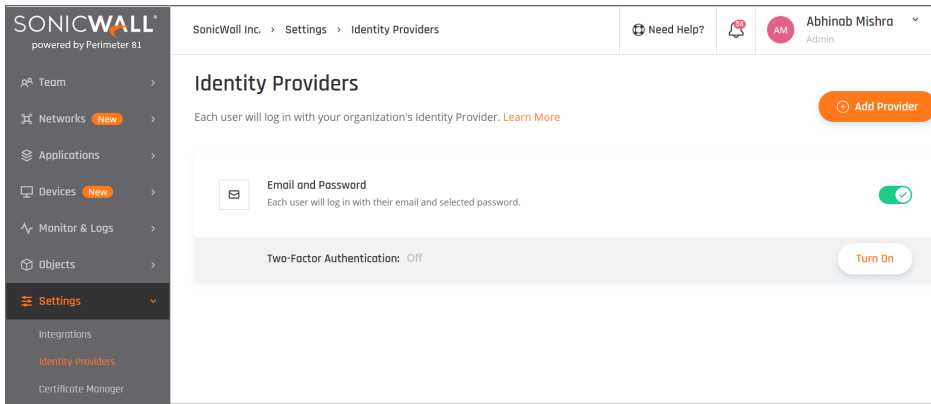 SONICWALL®
powered by Perimeter 81
SonicWall Inc. › Settings › Identity Providers
Need Help?
54
AM
Abhinab Mishra
Admin
Team
Networks New
Applications
Devices New
Monitor & Logs
Objects
Settings
Integrations
Identity Providers
Certificate Manager
Identity Providers
Each user will log in with your organization's Identity Provider. Learn More
Add Provider
Email and Password
Each user will log in with their email and selected password.
Two-Factor Authentication: Off
Turn On